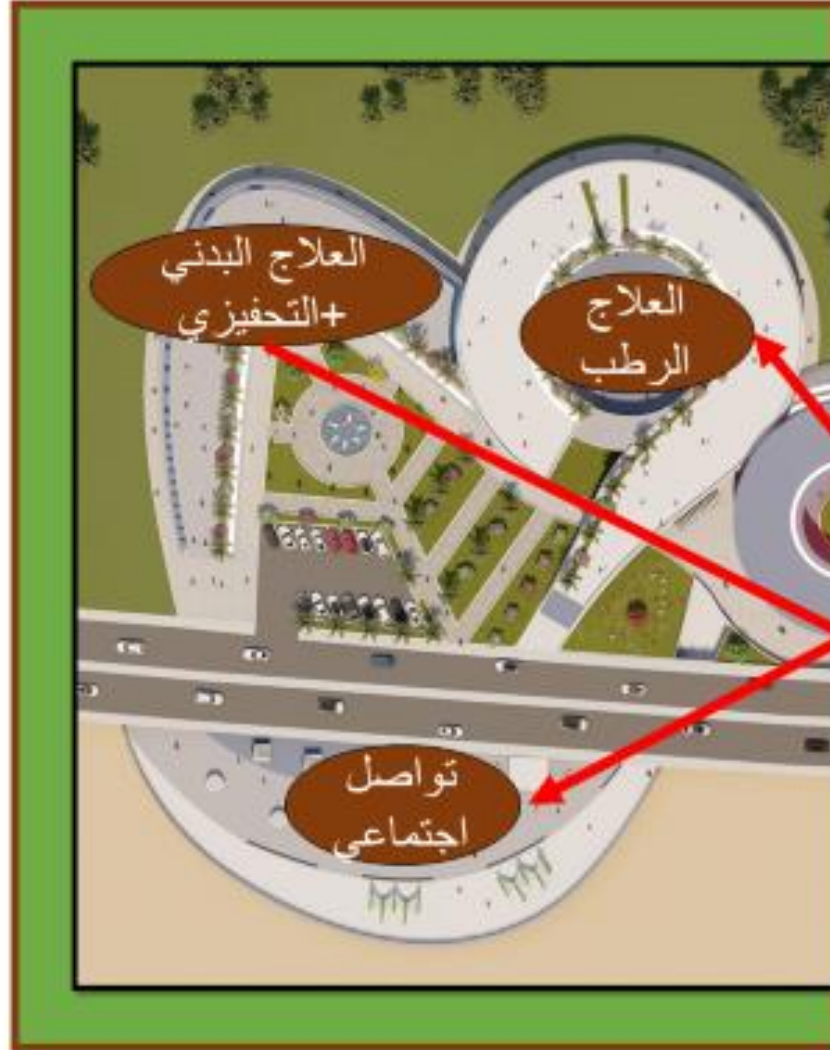 العلاج البدني
+التحفيزي
العلاج
الرطب
تواصل
اجتماعي